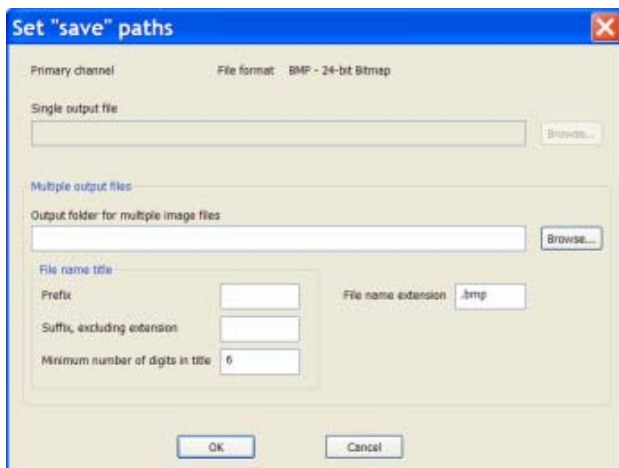 Set "save" paths
Primary channel File format BMP - 24-bit Bitmap
Single output file
Browse...
Multiple output files
Output folder for multiple image files
Browse...
File name title
Prefix
File name extension .bmp
Suffix, excluding extension
Minimum number of digits in title 6
OK Cancel